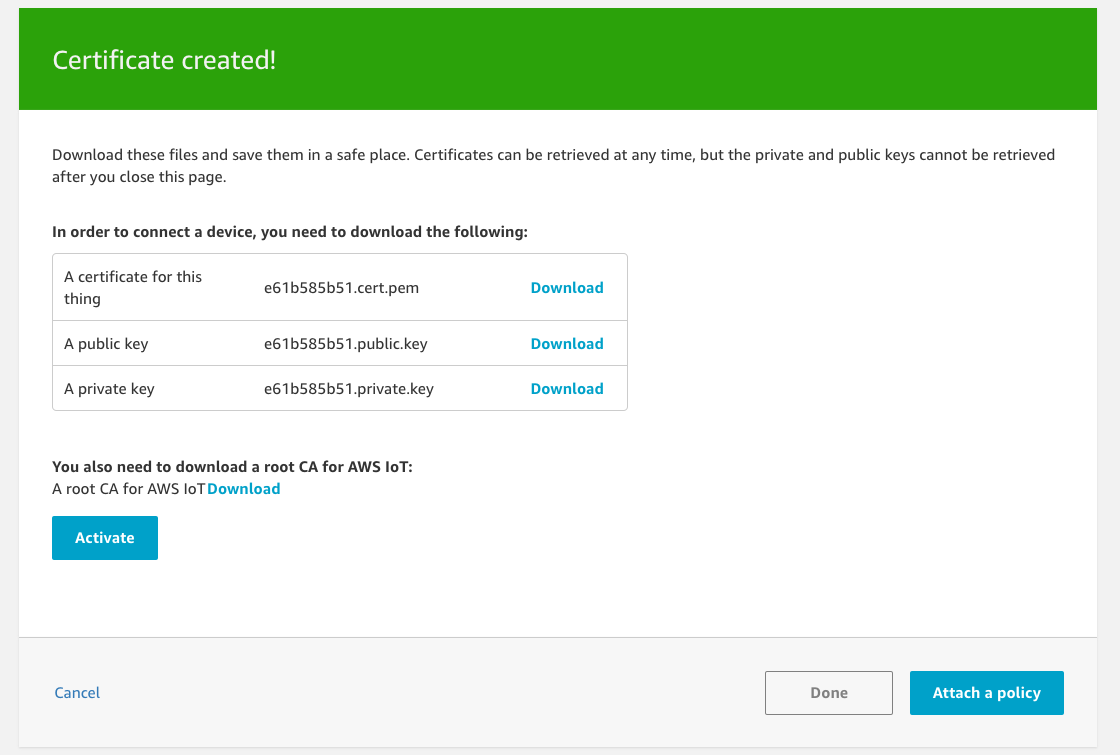 Certificate created!
Download these files and save them in a safe place. Certificates can be retrieved at any time, but the private and public keys cannot be retrieved
after you close this page.
In order to connect a device, you need to download the following:
A certificate for this
thing
e61b585b51.cert.pem
Download
A public key
e61b585b51.public.key
Download
A private key
e61b585b51.private.key
Download
You also need to download a root CA for AWS IoT:
A root CA for AWS IoT Download
Activate
Cancel
Done
Attach a policy